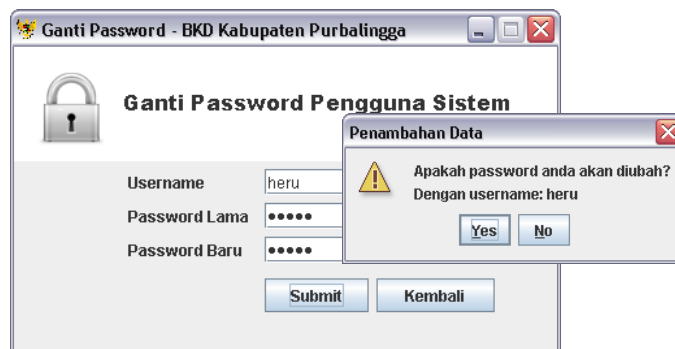 Ganti Password - BKD Kabupaten Purbalingga
Ganti Password Pengguna Sistem
Penambahan Data
Apakah password anda akan diubah?
Dengan username: heru
Yes No
Username heru
Password Lama •••••
Password Baru •••••
Submit Kembali